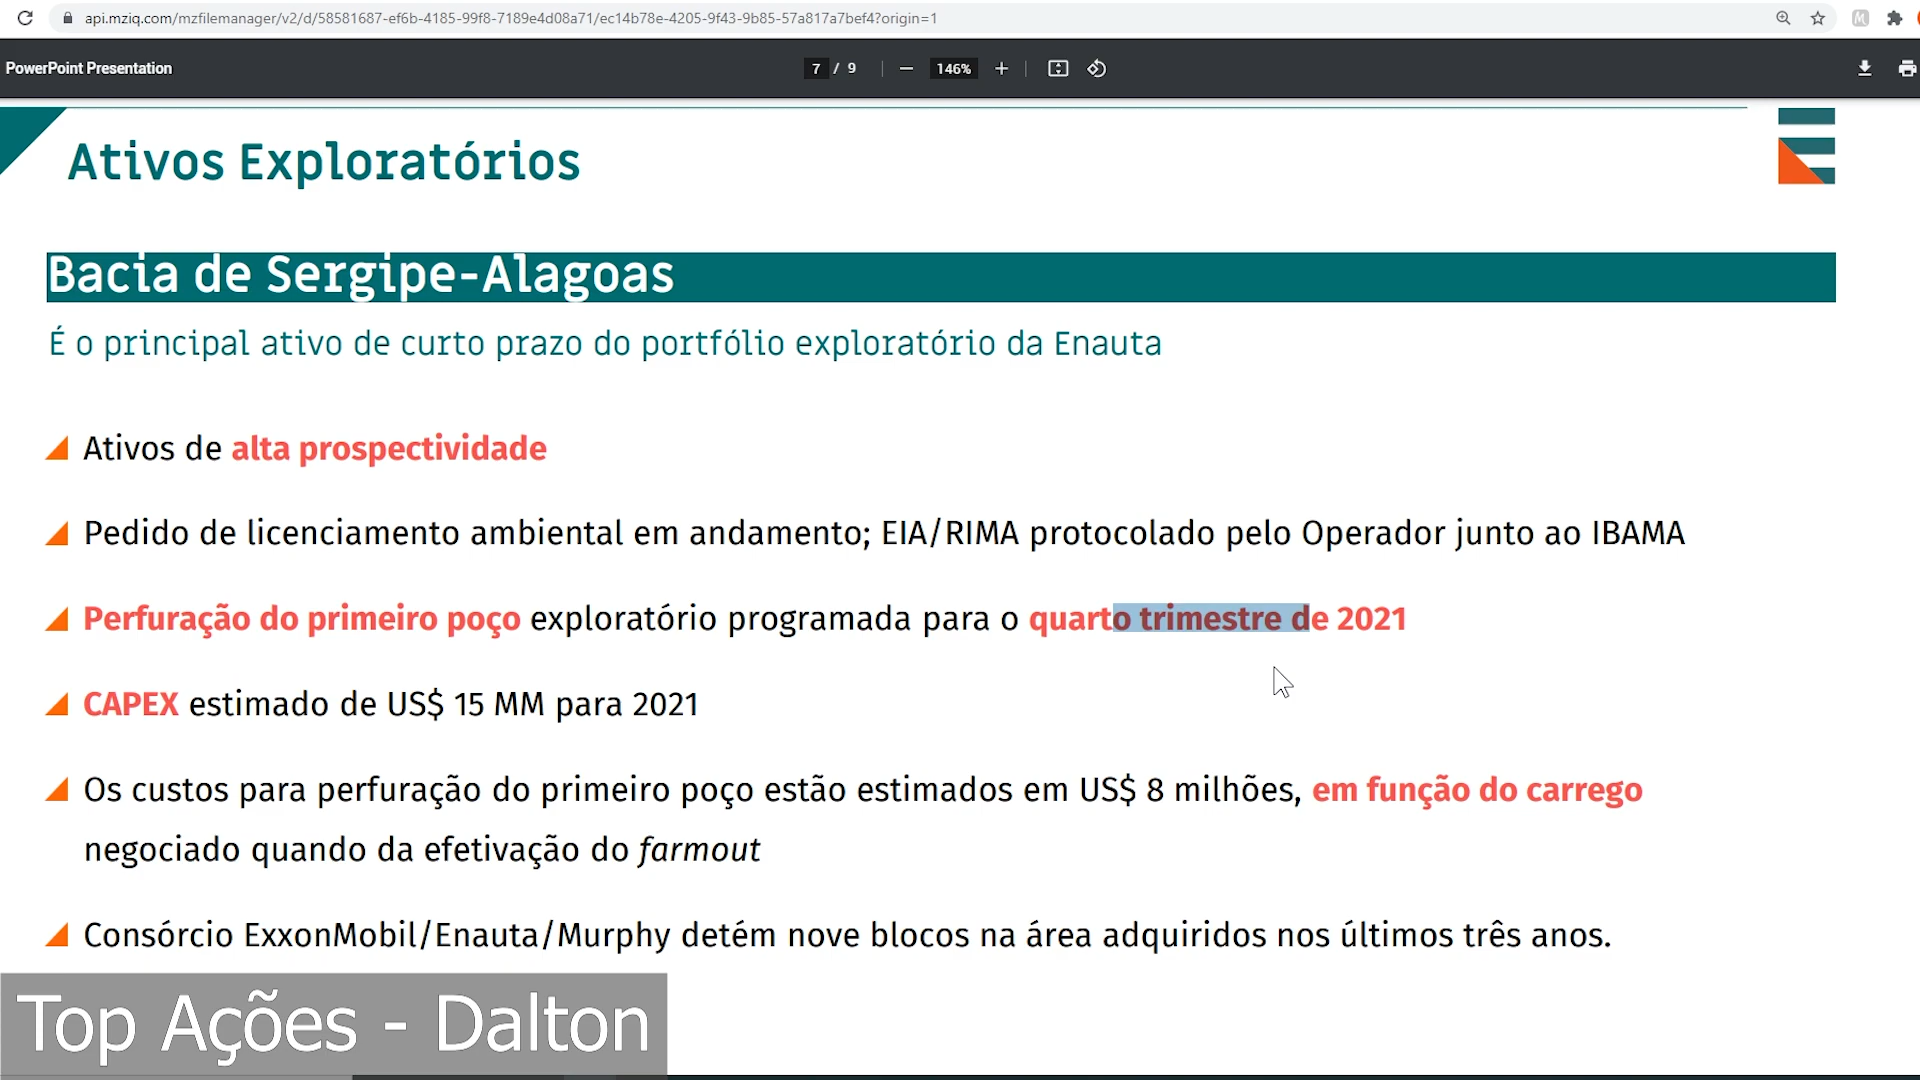 api.mziq.com/mzfilemanager/v2/d/58581687-ef6b-4185-99f8-7189e4d08a71/ec14b78e-4205-9f43-9b85-57a817a7bef4?origin=1
PowerPoint Presentation
7 / 9
146%
Ativos Exploratórios
Bacia de Sergipe-Alagoas
É o principal ativo de curto prazo do portfólio exploratório da Enauta
Ativos de alta prospectividade
Pedido de licenciamento ambiental em andamento; EIA/RIMA protocolado pelo Operador junto ao IBAMA
Perfuração do primeiro poço exploratório programada para o quarto trimestre de 2021
CAPEX estimado de US$ 15 MM para 2021
Os custos para perfuração do primeiro poço estão estimados em US$ 8 milhões, em função do carrego
negociado quando da efetivação do farmout
Consórcio ExxonMobil/Enauta/Murphy detém nove blocos na área adquiridos nos últimos três anos.
Top Ações - Dalton